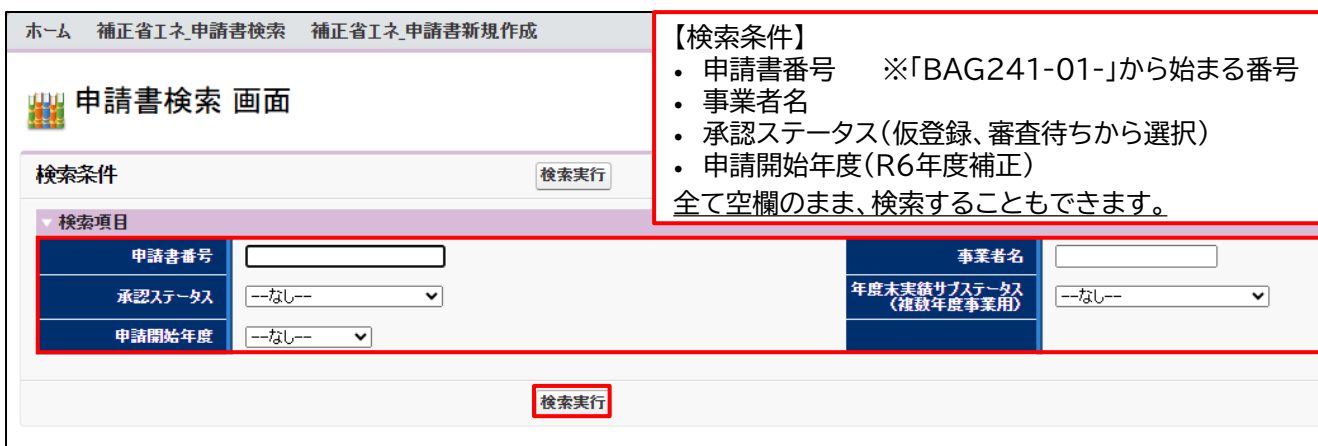 ホーム 補正省エネ_申請書検索 補正省エネ_申請書新規作成
申請書検索 画面
【検索条件】
• 申請書番号 ※「BAG241-01-」から始まる番号
• 事業者名
• 承認ステータス(仮登録、審査待ちから選択)
• 申請開始年度(R6年度補正)
全て空欄のまま、検索することもできます。
検索条件 検索実行
検索項目
申請書番号 事業者名
承認ステータス --なし-- 年度末実績サブステータス
(複数年度事業用) --なし--
申請開始年度 --なし--
検索実行